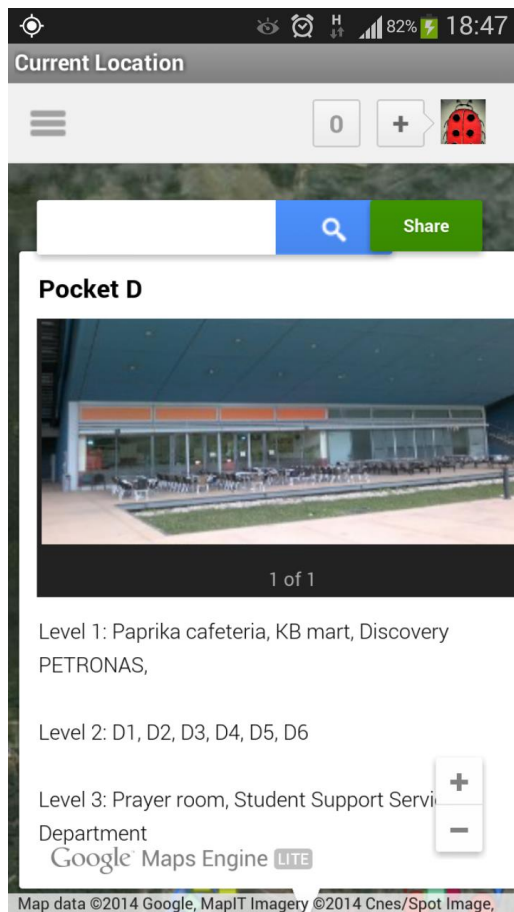 H 82% 18:47
Current Location
0 +
Share
Pocket D
1 of 1
Level 1: Paprika cafeteria, KB mart, Discovery
PETRONAS,
Level 2: D1, D2, D3, D4, D5, D6
Level 3: Prayer room, Student Support Servi
+
Department
−
Google Maps Engine LITE
Map data ©2014 Google, MapIT Imagery ©2014 Cnes/Spot Image,